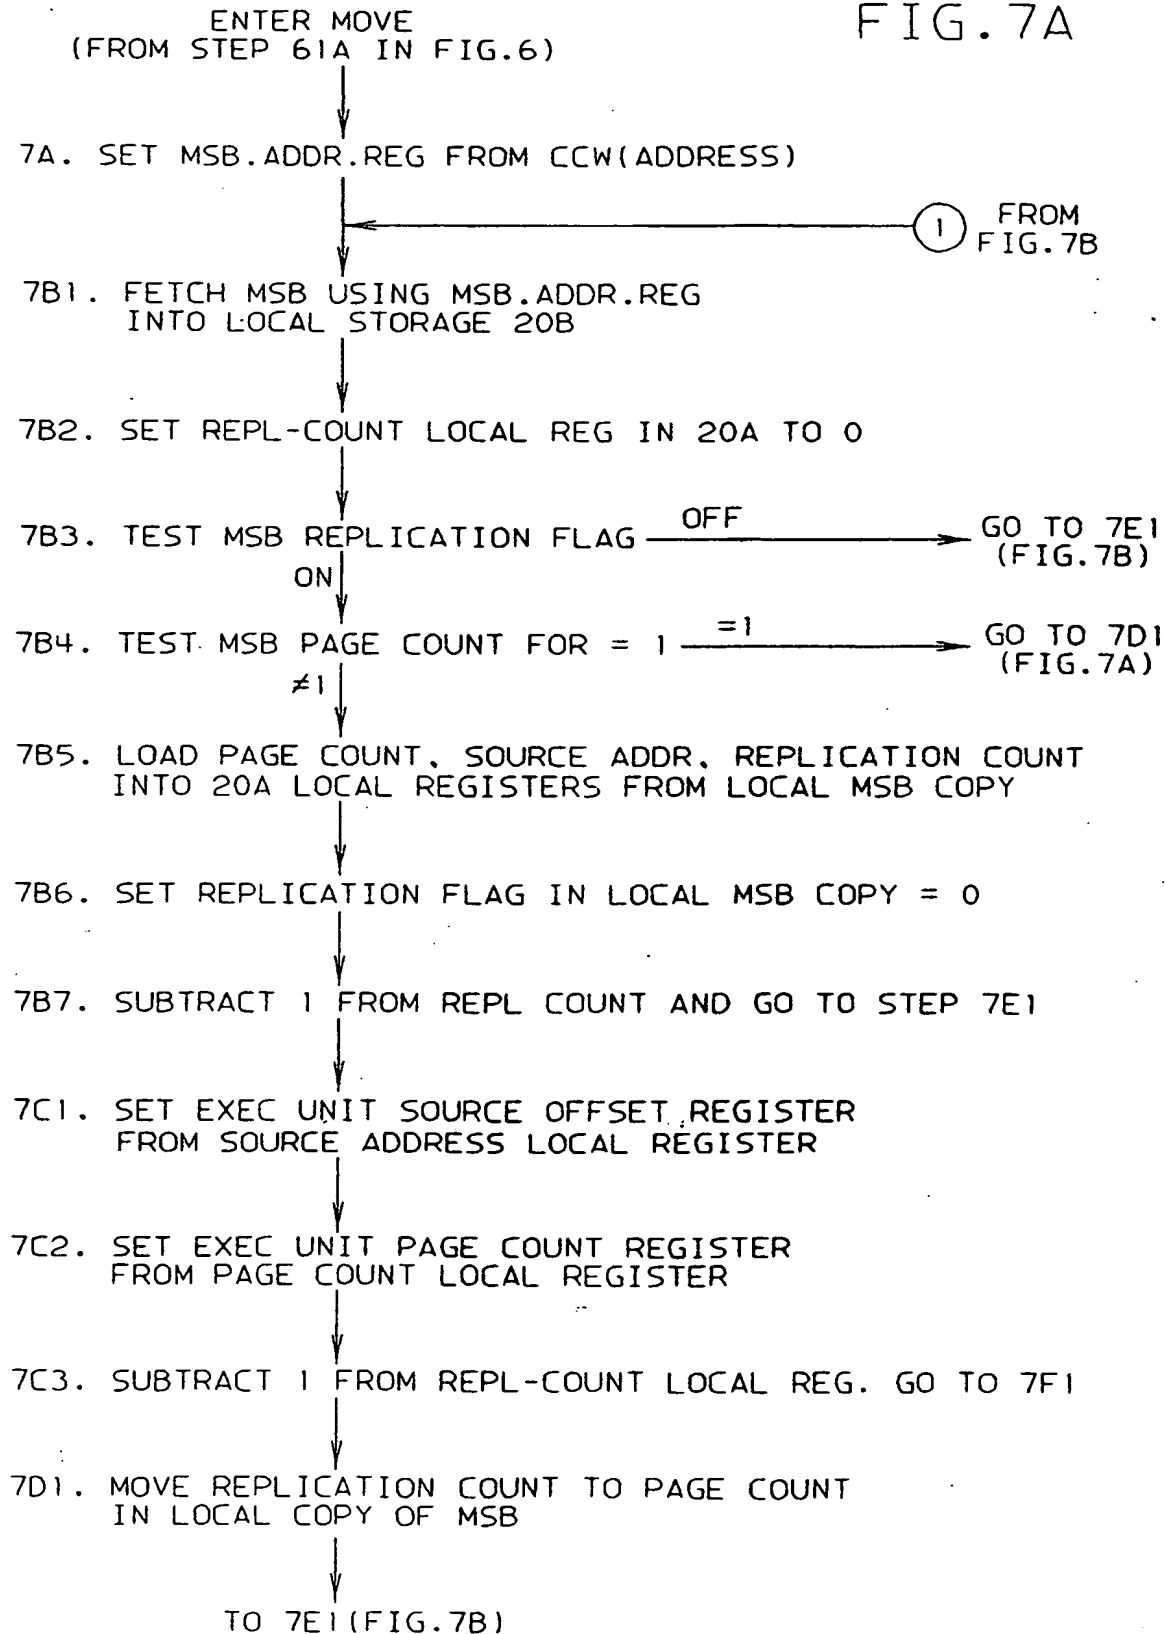 FIG. 7A
ENTER MOVE
(FROM STEP 61A IN FIG.6)
7A. SET MSB.ADDR.REG FROM CCW(ADDRESS)
1 FROM
FIG.7B
7B1. FETCH MSB USING MSB.ADDR.REG
INTO LOCAL STORAGE 20B
7B2. SET REPL-COUNT LOCAL REG IN 20A TO 0
7B3. TEST MSB REPLICATION FLAG OFF GO TO 7E1
(FIG.7B)
ON
7B4. TEST MSB PAGE COUNT FOR = 1 =1 GO TO 7D1
(FIG.7A)
≠1
7B5. LOAD PAGE COUNT, SOURCE ADDR, REPLICATION COUNT
INTO 20A LOCAL REGISTERS FROM LOCAL MSB COPY
7B6. SET REPLICATION FLAG IN LOCAL MSB COPY = 0
7B7. SUBTRACT 1 FROM REPL COUNT AND GO TO STEP 7E1
7C1. SET EXEC UNIT SOURCE OFFSET REGISTER
FROM SOURCE ADDRESS LOCAL REGISTER
7C2. SET EXEC UNIT PAGE COUNT REGISTER
FROM PAGE COUNT LOCAL REGISTER
7C3. SUBTRACT 1 FROM REPL-COUNT LOCAL REG. GO TO 7F1
7D1. MOVE REPLICATION COUNT TO PAGE COUNT
IN LOCAL COPY OF MSB
TO 7E1(FIG.7B)